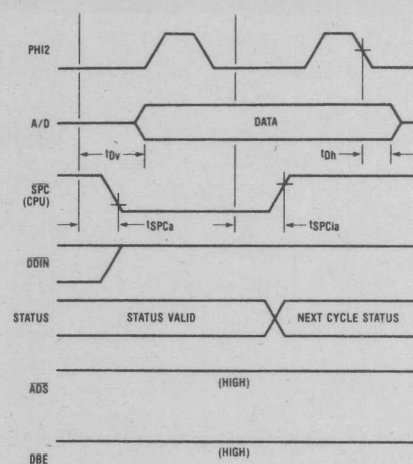 PHI2
A/D
DATA
tDv
tDh
SPC
(CPU)
tSPCa
tSPCia
DDIN
STATUS
STATUS VALID
NEXT CYCLE STATUS
ADS
(HIGH)
DBE
(HIGH)